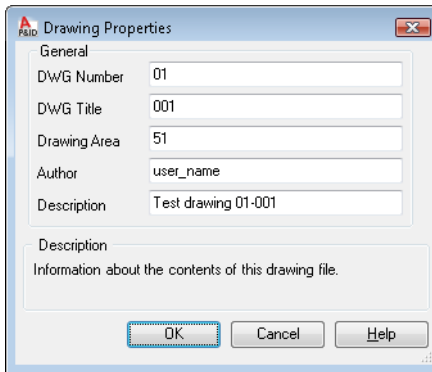 A P&ID Drawing Properties
General
DWG Number 01
DWG Title 001
Drawing Area 51
Author user_name
Description Test drawing 01-001
Description
Information about the contents of this drawing file.
OK Cancel Help